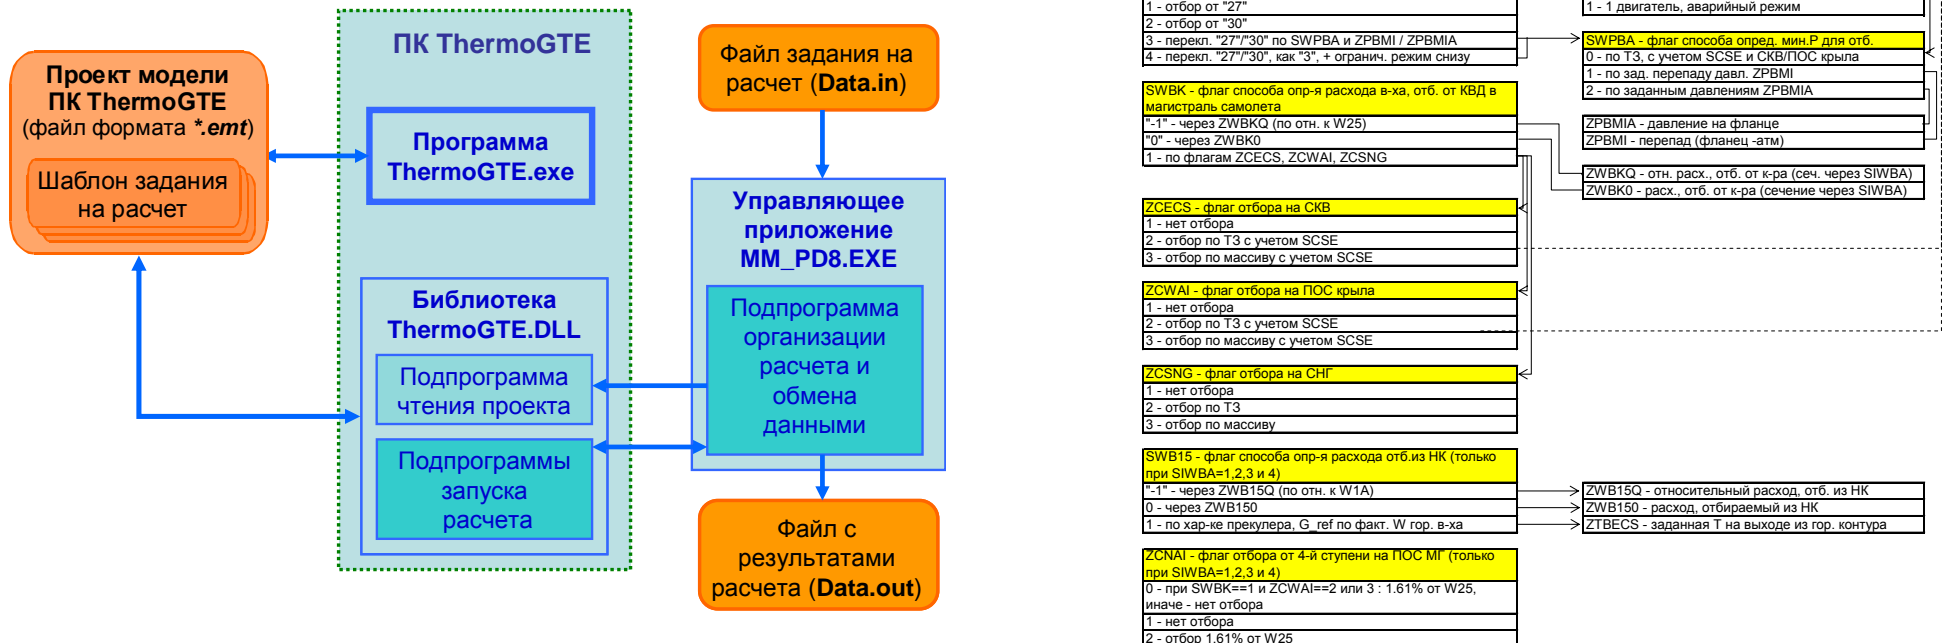 ПК ThermoGTE
Проект модели
ПК ThermoGTE
(файл формата *.emt)
Шаблон задания
на расчет
Программа
ThermoGTE.exe
Библиотека
ThermoGTE.DLL
Подпрограмма
чтения проекта
Подпрограммы
запуска
расчета
Файл задания на
расчет (Data.in)
Управляющее
приложение
MM_PD8.EXE
Подпрограмма
организации
расчета и
обмена
данными
Файл с
результатами
расчета (Data.out)
1 - отбор от "27"
2 - отбор от "30"
3 - перекл. "27"/"30" по SWPBA и ZPBMI / ZPBMIA
4 - перекл. "27"/"30", как "3", + огранич. режим снизу
SWBK - флаг способа опр-я расхода в-ха, отб. от КВД в
магистраль самолета
"-1" - через ZWBKQ (по отн. к W25)
"0" - через ZWBK0
1 - по флагам ZCECS, ZCWAI, ZCSNG
ZCECS - флаг отбора на СКВ
1 - нет отбора
2 - отбор по ТЗ с учетом SCSE
3 - отбор по массиву с учетом SCSE
ZCWAI - флаг отбора на ПОС крыла
1 - нет отбора
2 - отбор по ТЗ с учетом SCSE
3 - отбор по массиву с учетом SCSE
ZCSNG - флаг отбора на СНГ
1 - нет отбора
2 - отбор по ТЗ
3 - отбор по массиву
SWB15 - флаг способа опр-я расхода отб.из НК (только
при SIWBA=1,2,3 и 4)
"-1" - через ZWB15Q (по отн. к W1A)
0 - через ZWB150
1 - по хар-ке прекулера, G_ref по факт. W гор. в-ха
ZCNAI - флаг отбора от 4-й ступени на ПОС МГ (только
при SIWBA=1,2,3 и 4)
0 - при SWBK==1 и ZCWAI==2 или 3 : 1.61% от W25,
иначе - нет отбора
1 - нет отбора
2 - отбор 1.61% от W25
1 - 1 двигатель, аварийный режим
SWPBA - флаг способа опред. мин.Р для отб.
0 - по ТЗ, с учетом SCSE и СКВ/ПОС крыла
1 - по зад. перепаду давл. ZPBMI
2 - по заданным давлениям ZPBMIA
ZPBMIA - давление на фланце
ZPBMI - перепад (фланец -атм)
ZWBKQ - отн. расх., отб. от к-ра (сеч. через SIWBA)
ZWBK0 - расх., отб. от к-ра (сечение через SIWBA)
ZWB15Q - относительный расход, отб. из НК
ZWB150 - расход, отбираемый из НК
ZTBECS - заданная Т на выходе из гор. контура